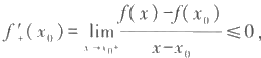 f′₊(x₀) = lim_{x→x₀⁺} (f(x)−f(x₀))/(x−x₀) ≤ 0,